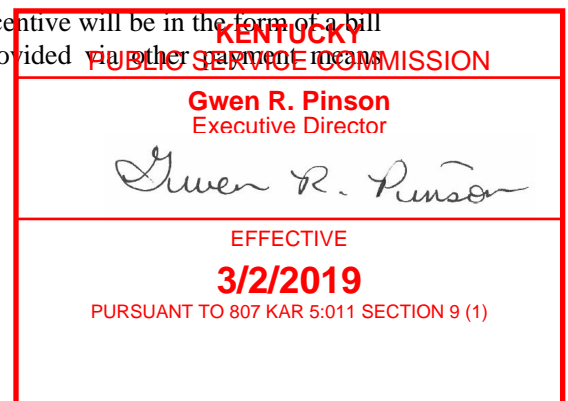 centive will be in the form of a bill
KENTUCKY
ovided via other payment means
PUBLIC SERVICE COMMISSION
Gwen R. Pinson
Executive Director
Gwen R. Pinson
EFFECTIVE
3/2/2019
PURSUANT TO 807 KAR 5:011 SECTION 9 (1)